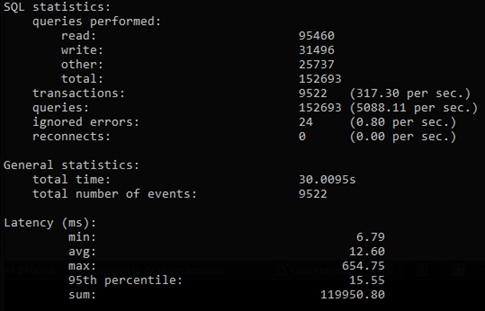 SQL statistics:
queries performed:
read: 95460
write: 31496
other: 25737
total: 152693
transactions: 9522 (317.30 per sec.)
queries: 152693 (5088.11 per sec.)
ignored errors: 24 (0.80 per sec.)
reconnects: 0 (0.00 per sec.)
General statistics:
total time: 30.0095s
total number of events: 9522
Latency (ms):
min: 6.79
avg: 12.60
max: 654.75
95th percentile: 15.55
sum: 119950.80